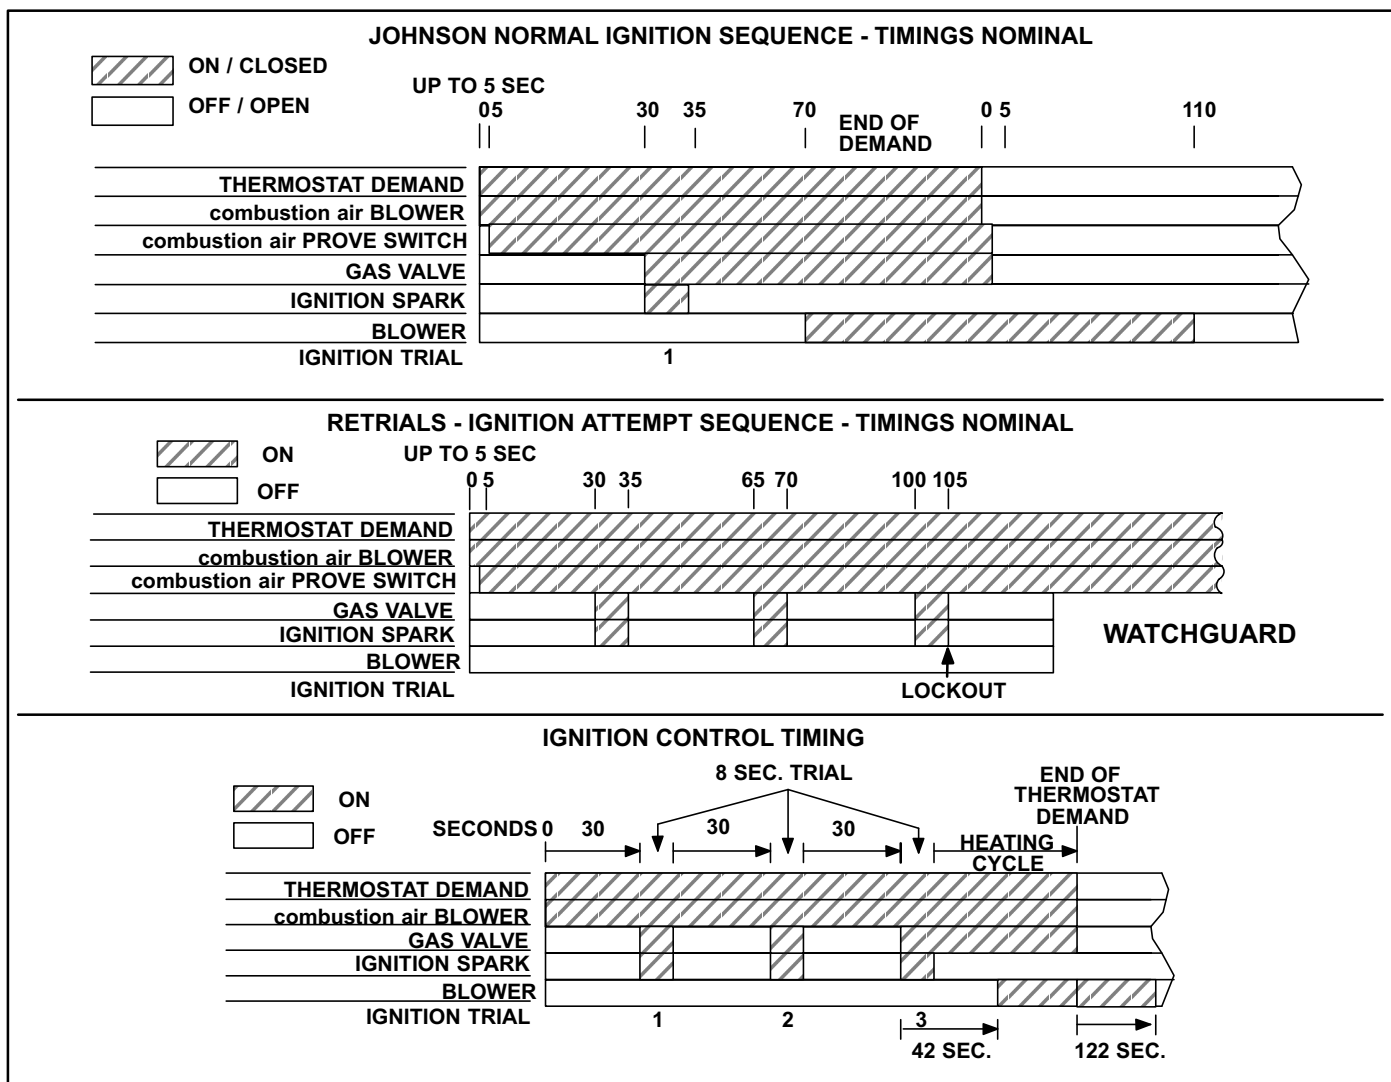 JOHNSON NORMAL IGNITION SEQUENCE - TIMINGS NOMINAL
ON / CLOSED
OFF / OPEN
UP TO 5 SEC
0 5 30 35 70 END OF DEMAND 0 5 110
THERMOSTAT DEMAND
combustion air BLOWER
combustion air PROVE SWITCH
GAS VALVE
IGNITION SPARK
BLOWER
IGNITION TRIAL 1
RETRIALS - IGNITION ATTEMPT SEQUENCE - TIMINGS NOMINAL
ON
OFF
UP TO 5 SEC
0 5 30 35 65 70 100 105
THERMOSTAT DEMAND
combustion air BLOWER
combustion air PROVE SWITCH
GAS VALVE
IGNITION SPARK
WATCHGUARD
BLOWER
IGNITION TRIAL
LOCKOUT
IGNITION CONTROL TIMING
8 SEC. TRIAL
END OF
THERMOSTAT
DEMAND
ON
OFF
SECONDS 0 30 30 30
HEATING
CYCLE
THERMOSTAT DEMAND
combustion air BLOWER
GAS VALVE
IGNITION SPARK
BLOWER
IGNITION TRIAL 1 2 3
42 SEC. 122 SEC.